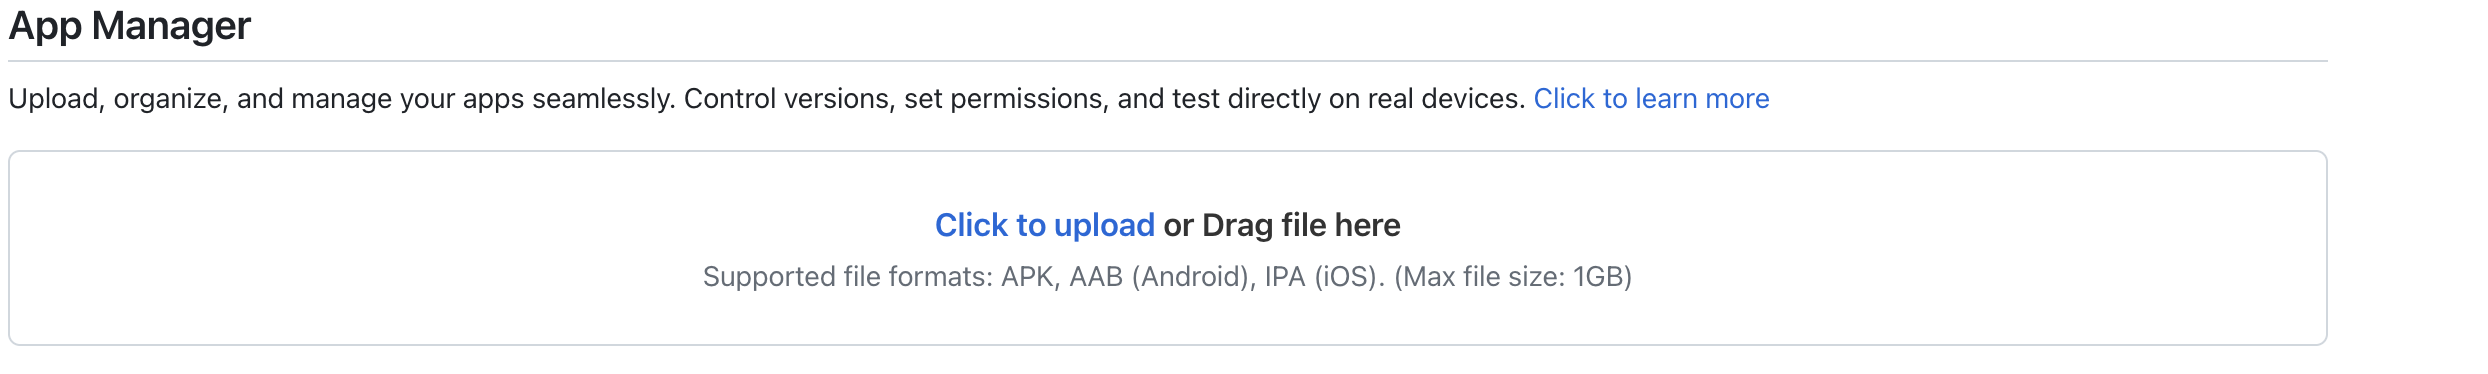 App Manager
Upload, organize, and manage your apps seamlessly. Control versions, set permissions, and test directly on real devices. Click to learn more
Click to upload or Drag file here
Supported file formats: APK, AAB (Android), IPA (iOS). (Max file size: 1GB)